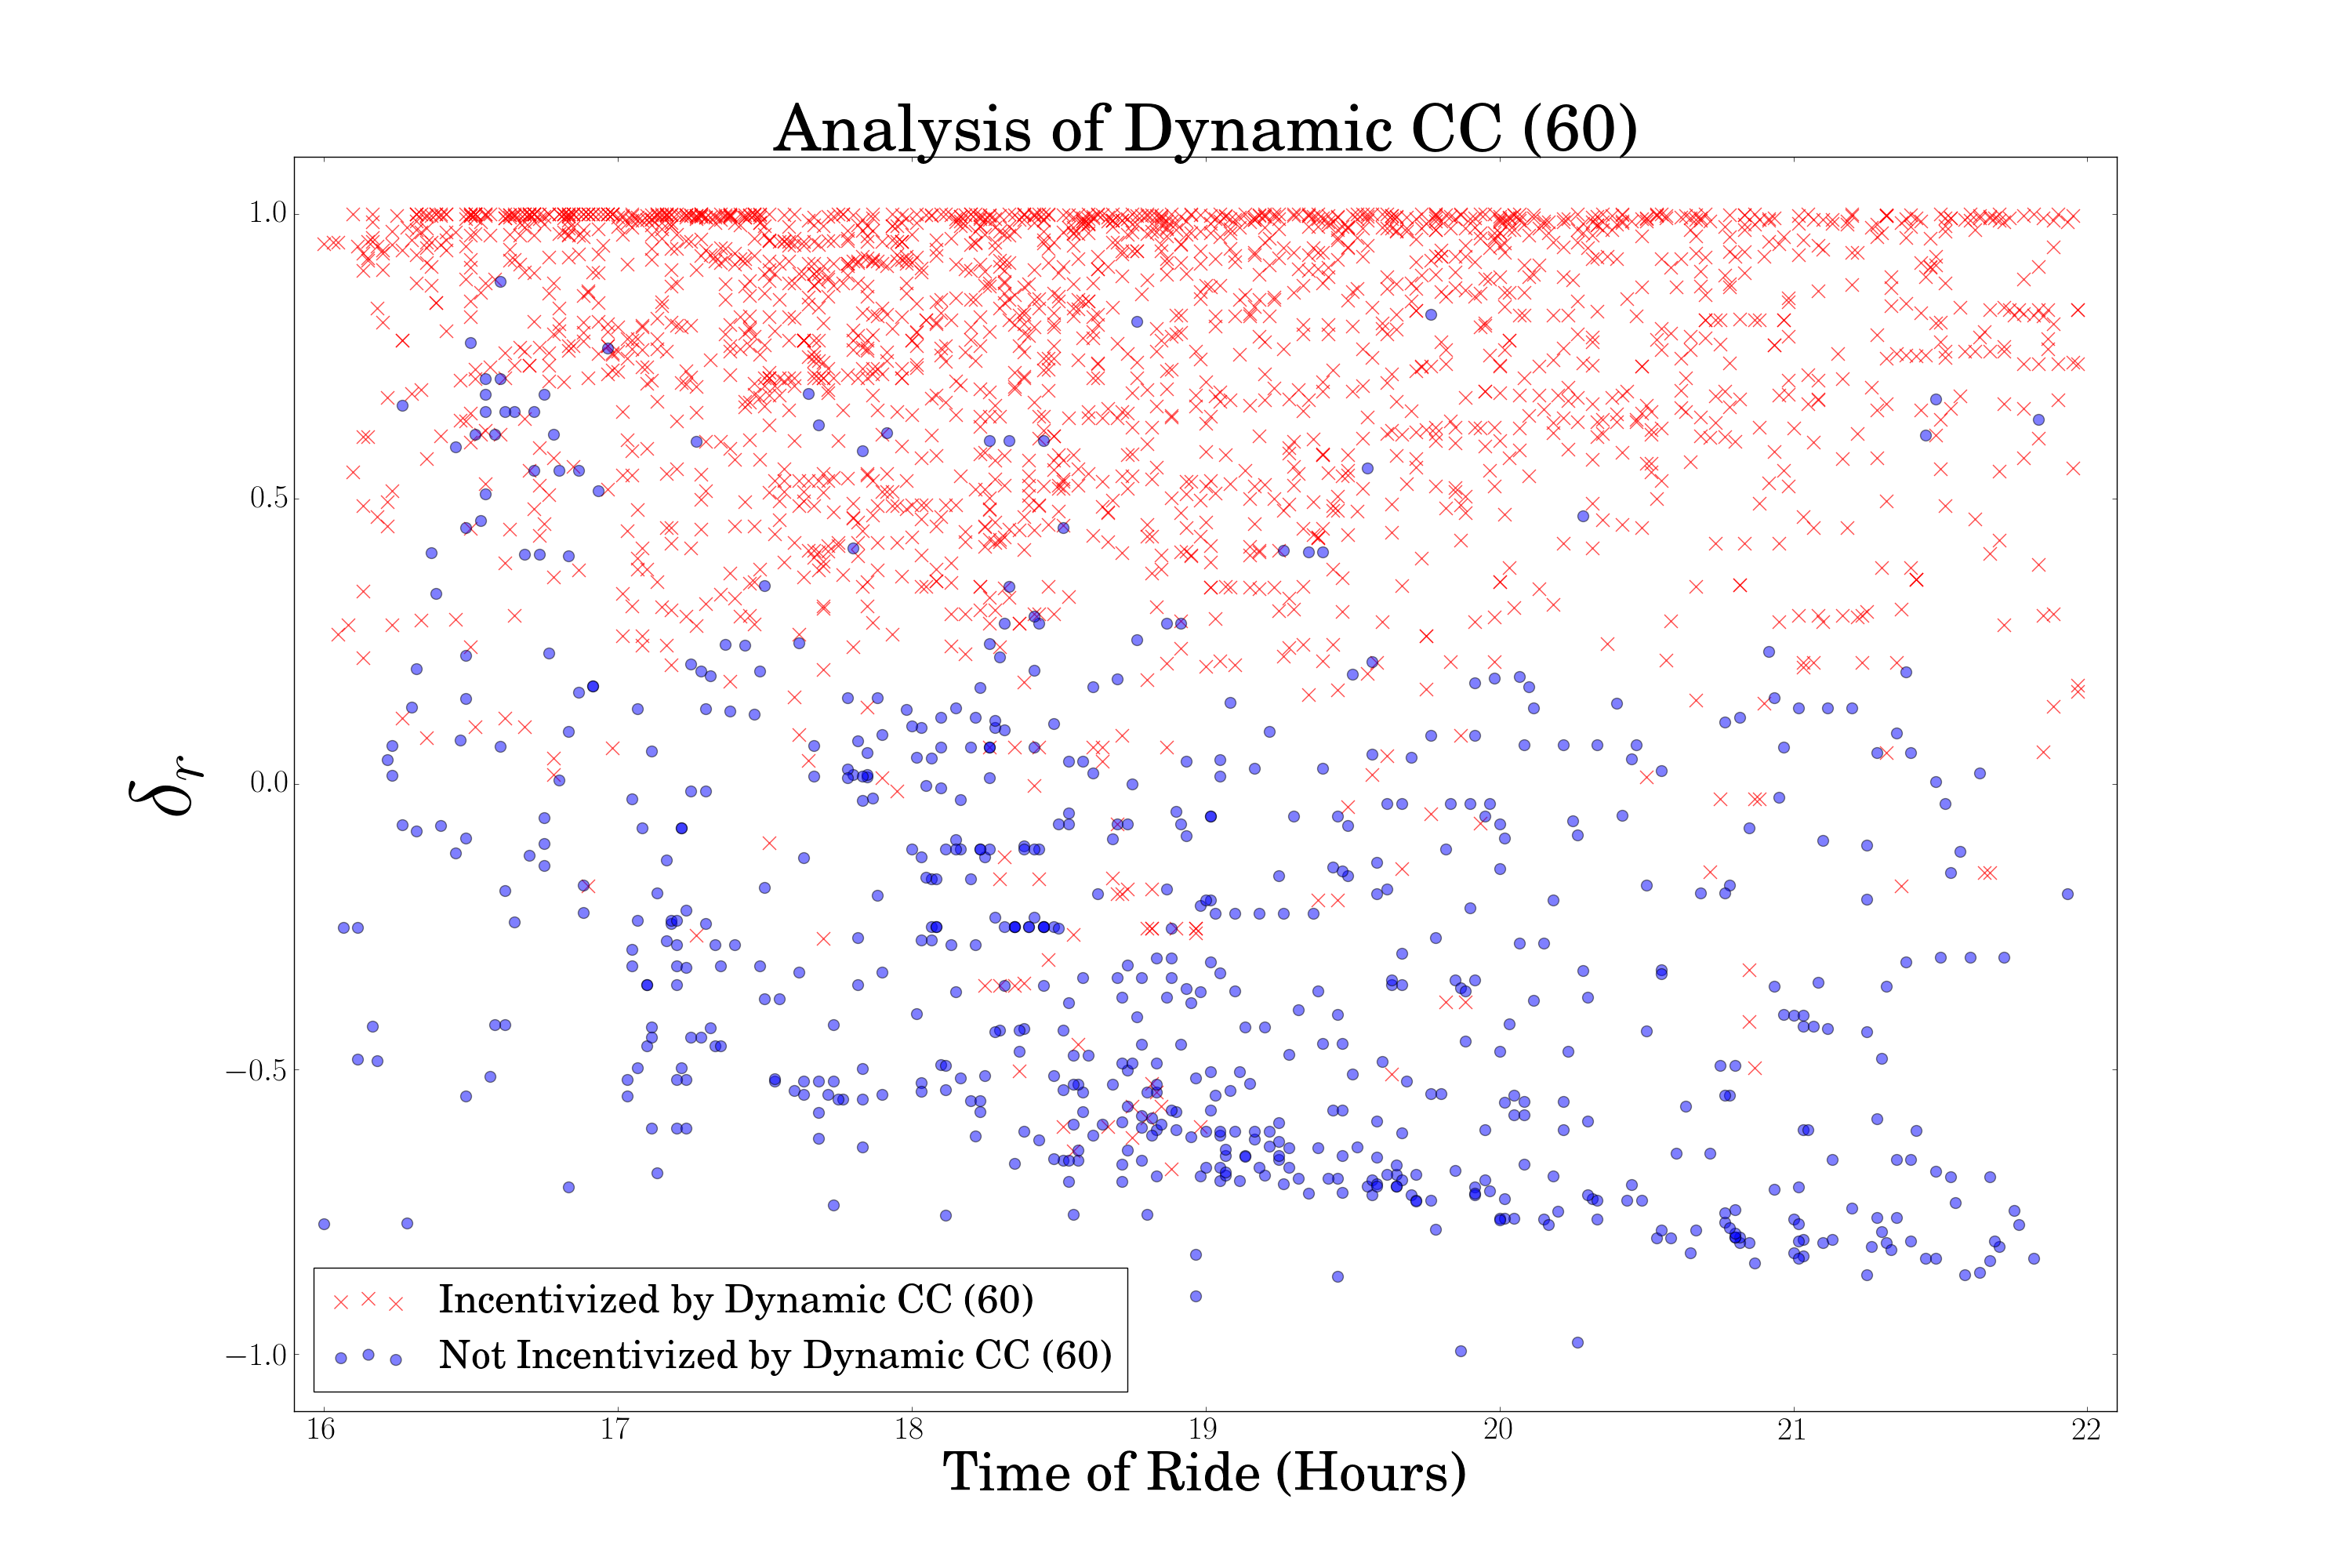 Analysis of Dynamic CC (60)
1.0
0.5
0.0
−0.5
−1.0
δr
Incentivized by Dynamic CC (60)
Not Incentivized by Dynamic CC (60)
16 17 18 19 20 21 22
Time of Ride (Hours)